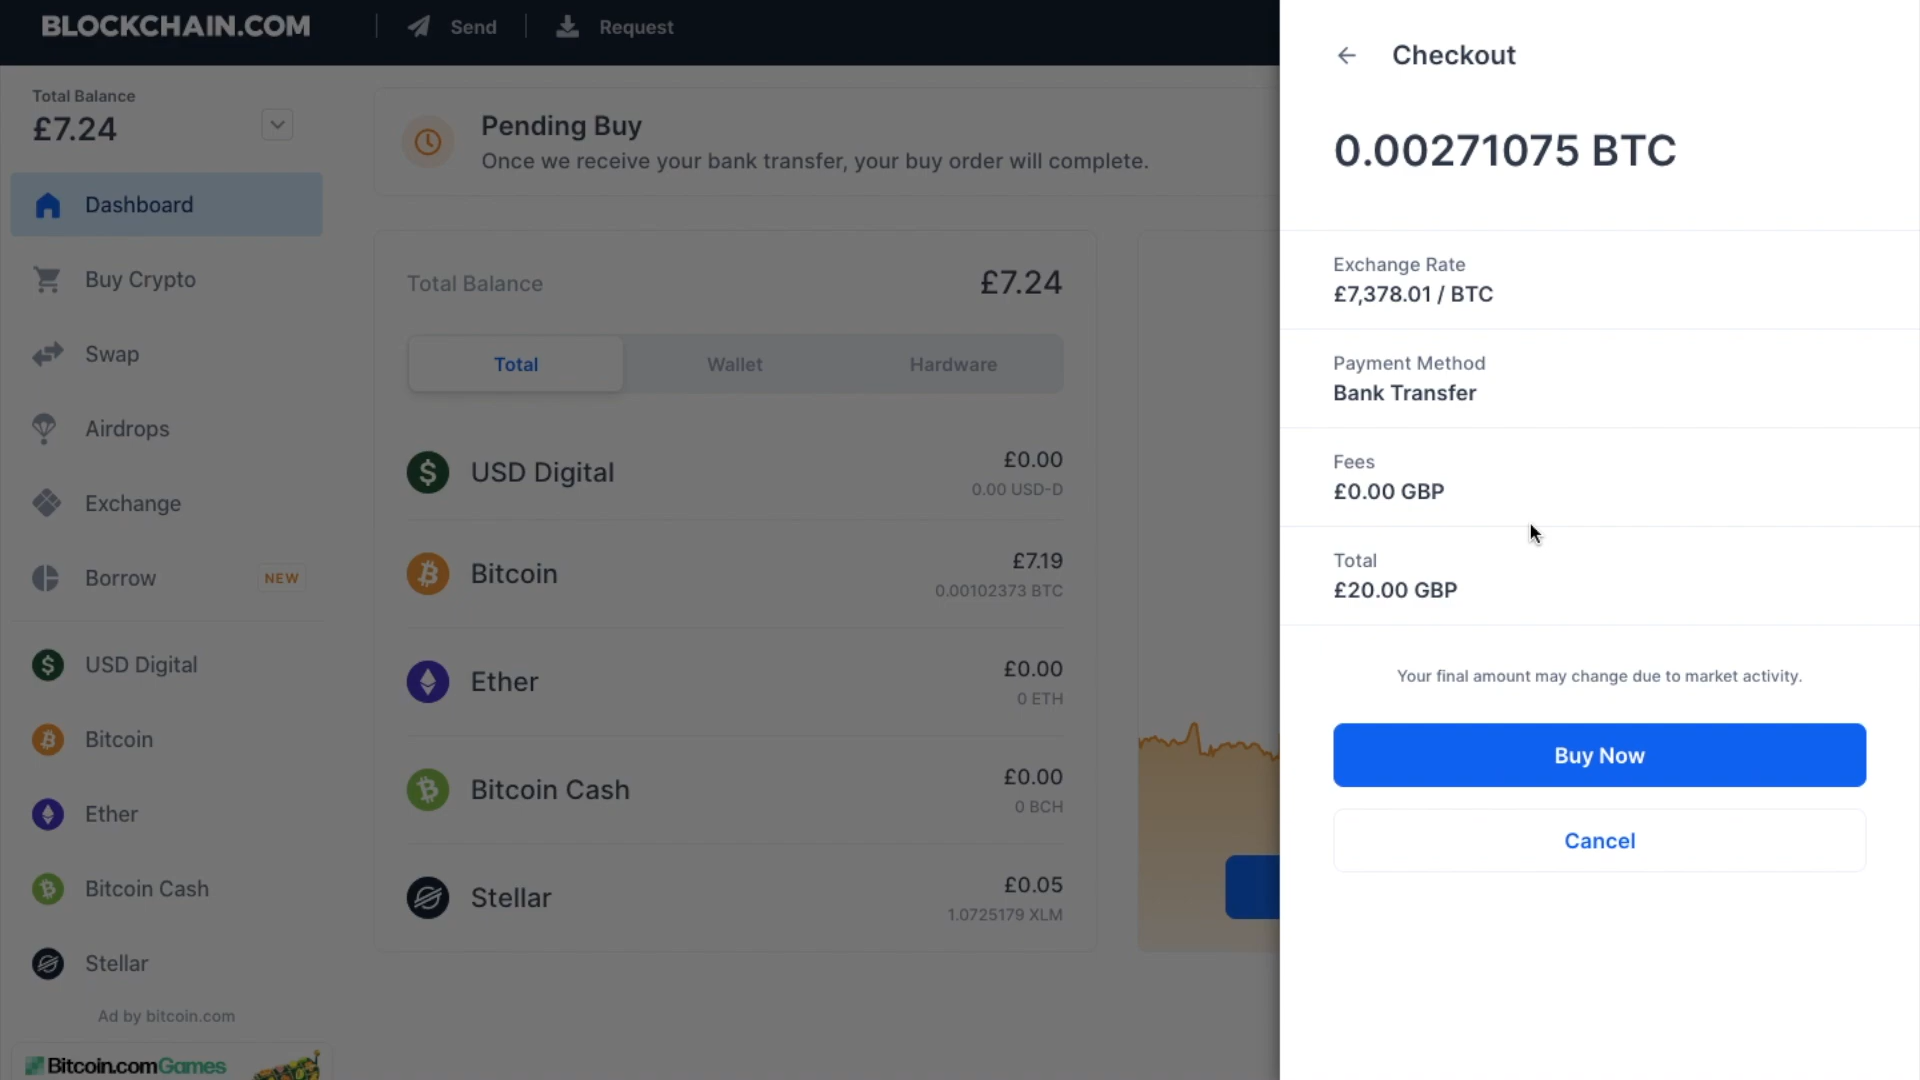 BLOCKCHAIN.COM
Send
Request
Total Balance
£7.24
Dashboard
Buy Crypto
Swap
Airdrops
Exchange
Borrow
NEW
USD Digital
Bitcoin
Ether
Bitcoin Cash
Stellar
Ad by bitcoin.com
Bitcoin.comGames
Pending Buy
Once we receive your bank transfer, your buy order will complete.
Total Balance
£7.24
Total
Wallet
Hardware
USD Digital
£0.00
0.00 USD-D
Bitcoin
£7.19
0.00102373 BTC
Ether
£0.00
0 ETH
Bitcoin Cash
£0.00
0 BCH
Stellar
£0.05
1.0725179 XLM
Checkout
0.00271075 BTC
Exchange Rate
£7,378.01 / BTC
Payment Method
Bank Transfer
Fees
£0.00 GBP
Total
£20.00 GBP
Your final amount may change due to market activity.
Buy Now
Cancel